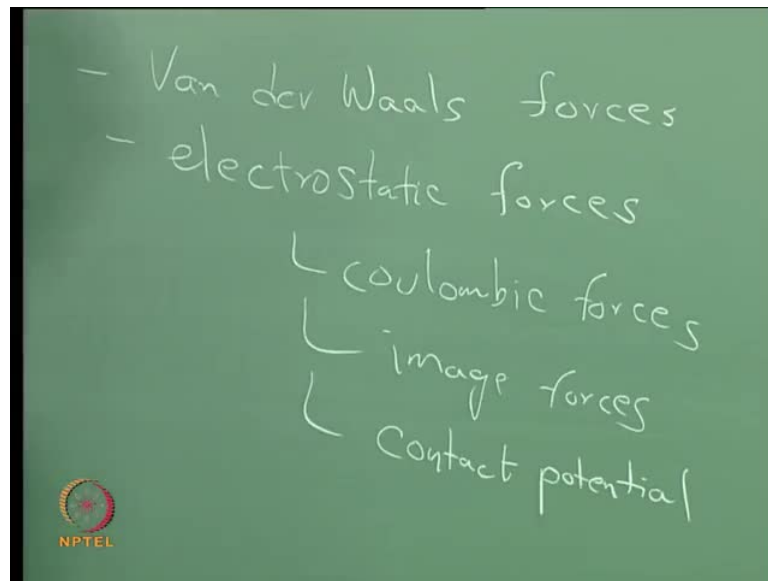 - Van der Waals forces
- electrostatic forces
coulombic forces
image forces
contact potential
NPTEL